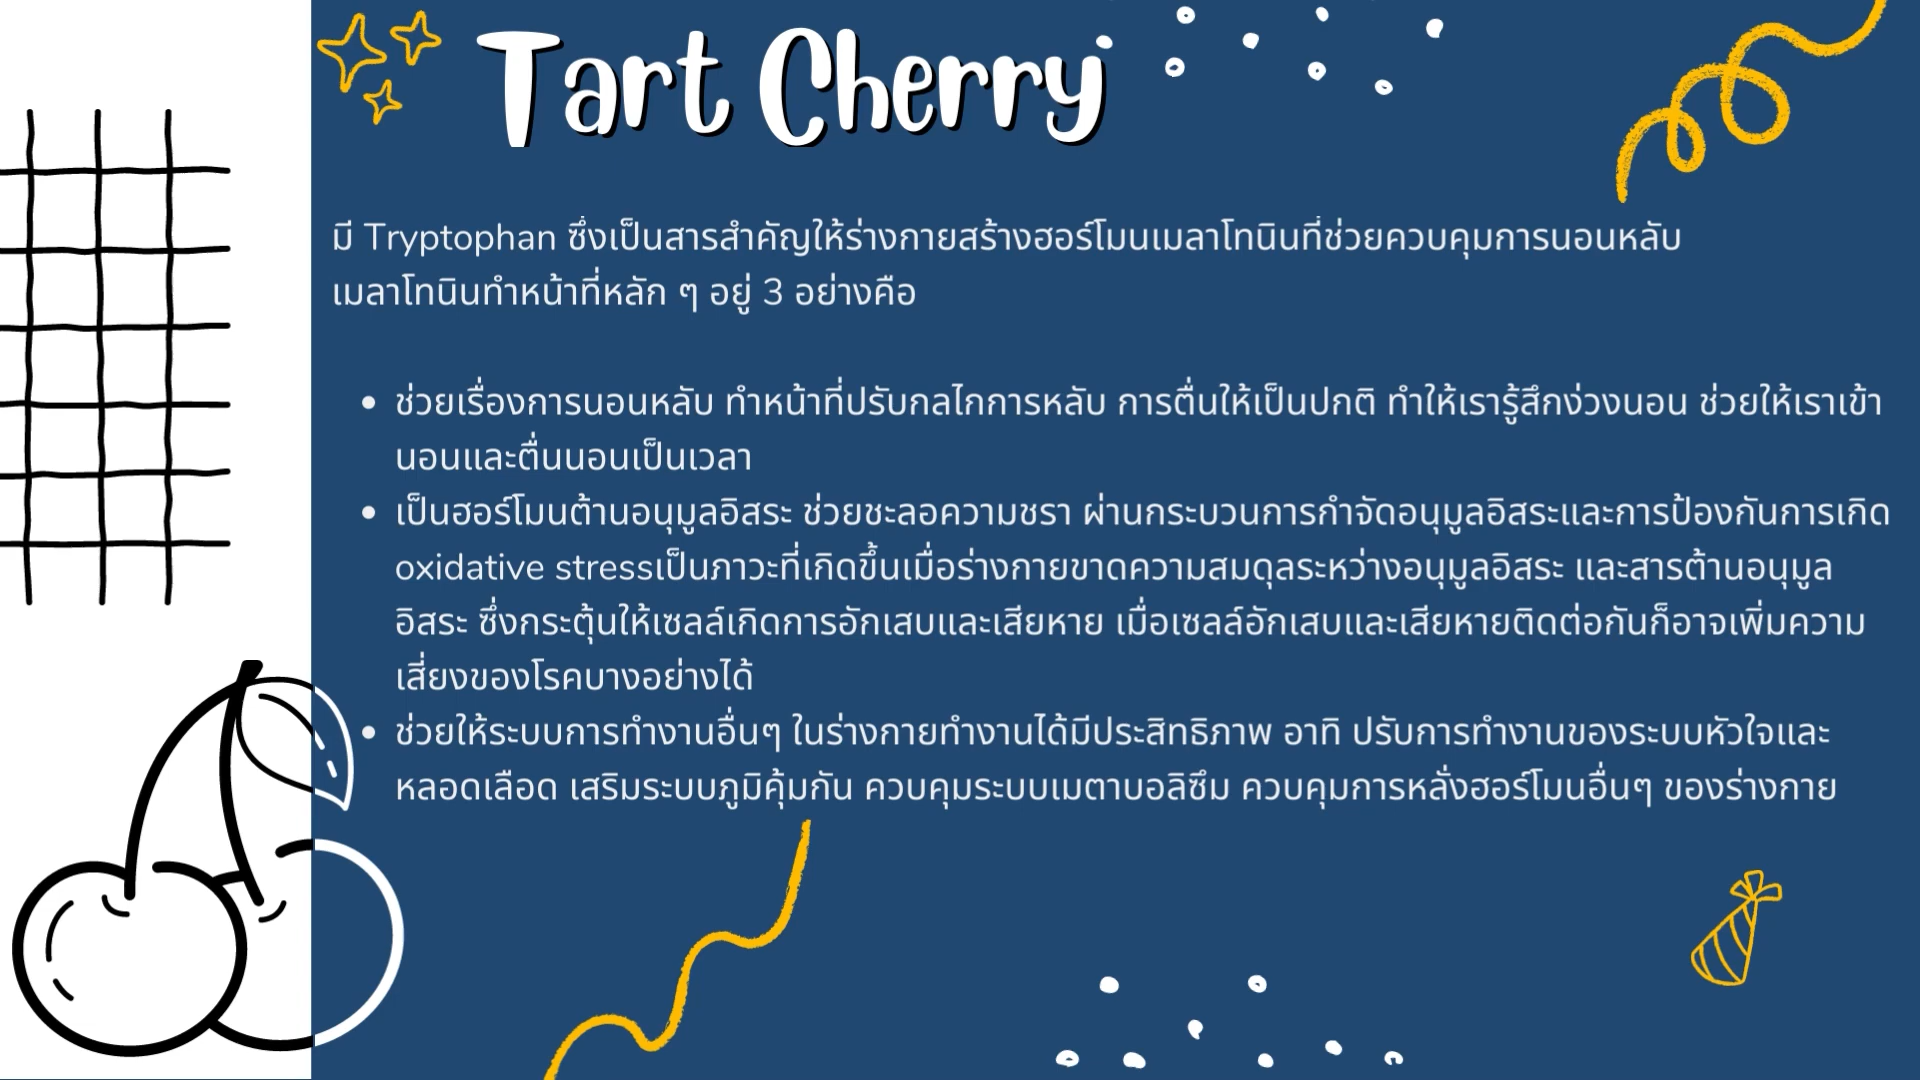 Tart Cherry
มี Tryptophan ซึ่งเป็นสารสำคัญให้ร่างกายสร้างฮอร์โมนเมลาโทนินที่ช่วยควบคุมการนอนหลับ
เมลาโทนินทำหน้าที่หลัก ๆ อยู่ 3 อย่างคือ
• ช่วยเรื่องการนอนหลับ ทำหน้าที่ปรับกลไกการหลับ การตื่นให้เป็นปกติ ทำให้เรารู้สึกง่วงนอน ช่วยให้เราเข้า
นอนและตื่นนอนเป็นเวลา
• เป็นฮอร์โมนต้านอนุมูลอิสระ ช่วยชะลอความชรา ผ่านกระบวนการกำจัดอนุมูลอิสระและการป้องกันการเกิด
oxidative stressเป็นภาวะที่เกิดขึ้นเมื่อร่างกายขาดความสมดุลระหว่างอนุมูลอิสระ และสารต้านอนุมูล
อิสระ ซึ่งกระตุ้นให้เซลล์เกิดการอักเสบและเสียหาย เมื่อเซลล์อักเสบและเสียหายติดต่อกันก็อาจเพิ่มความ
เสี่ยงของโรคบางอย่างได้
• ช่วยให้ระบบการทำงานอื่นๆ ในร่างกายทำงานได้มีประสิทธิภาพ อาทิ ปรับการทำงานของระบบหัวใจและ
หลอดเลือด เสริมระบบภูมิคุ้มกัน ควบคุมระบบเมตาบอลิซึม ควบคุมการหลั่งฮอร์โมนอื่นๆ ของร่างกาย